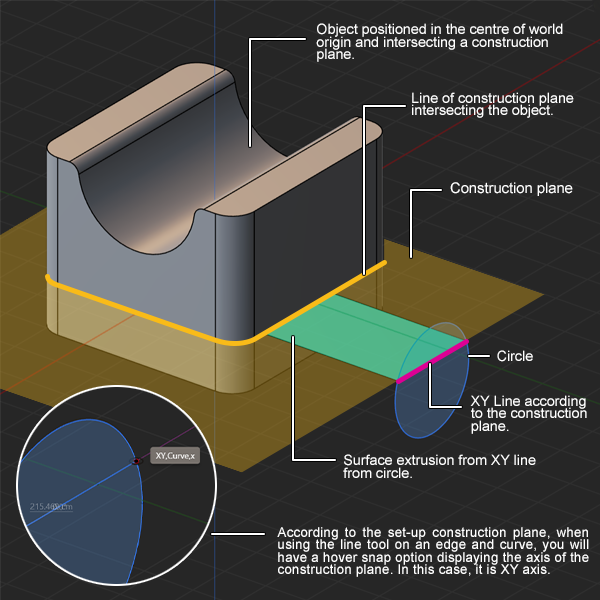 Object positioned in the centre of world
origin and intersecting a construction
plane.
Line of construction plane
intersecting the object.
Construction plane
Circle
XY Line according
to the construction
plane.
Surface extrusion from XY line
from circle.
XY,Curve,x
According to the set-up construction plane, when
using the line tool on an edge and curve, you will
have a hover snap option displaying the axis of the
construction plane. In this case, it is XY axis.